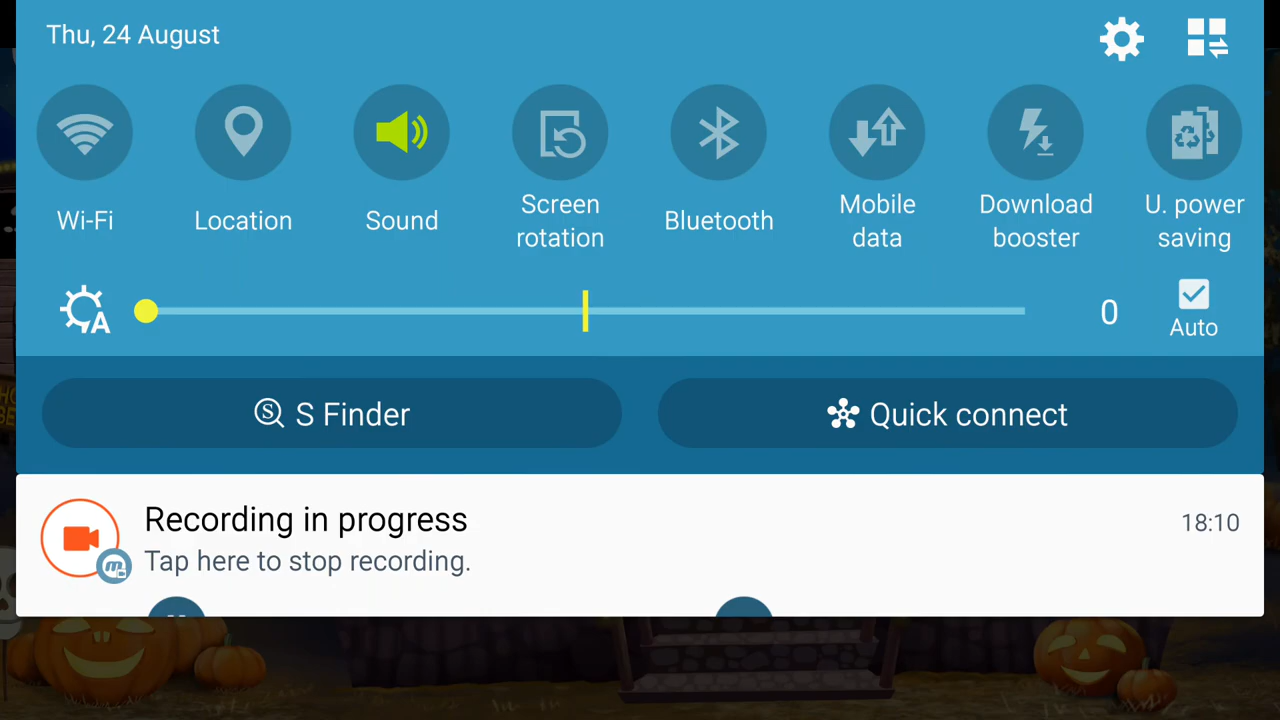 Thu, 24 August
Wi-Fi
Location
Sound
Screen
rotation
Bluetooth
Mobile
data
Download
booster
U. power
saving
A
0
Auto
S Finder
Quick connect
Recording in progress
18:10
Tap here to stop recording.